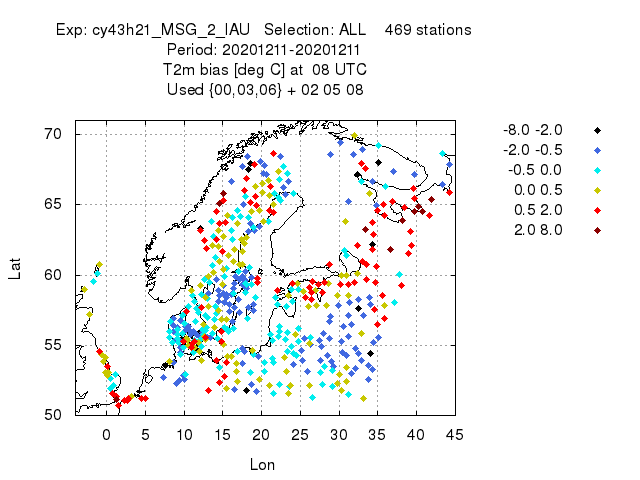 Exp: cy43h21_MSG_2_IAU Selection: ALL 469 stations
Period: 20201211-20201211
T2m bias [deg C] at 08 UTC
Used {00,03,06} + 02 05 08
-8.0 -2.0
-2.0 -0.5
-0.5 0.0
0.0 0.5
0.5 2.0
2.0 8.0
70
65
60
55
50
Lat
0 5 10 15 20 25 30 35 40 45
Lon